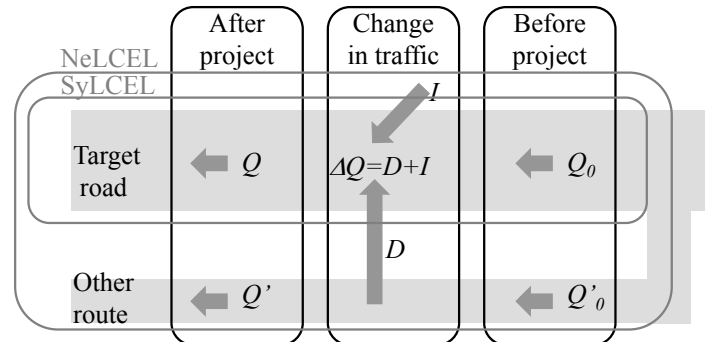 After
project
Change
in traffic
Before
project
NeLCEL
SyLCEL
I
Target
road
Q
ΔQ=D+I
Q₀
D
Other
route
Q’
Q’₀